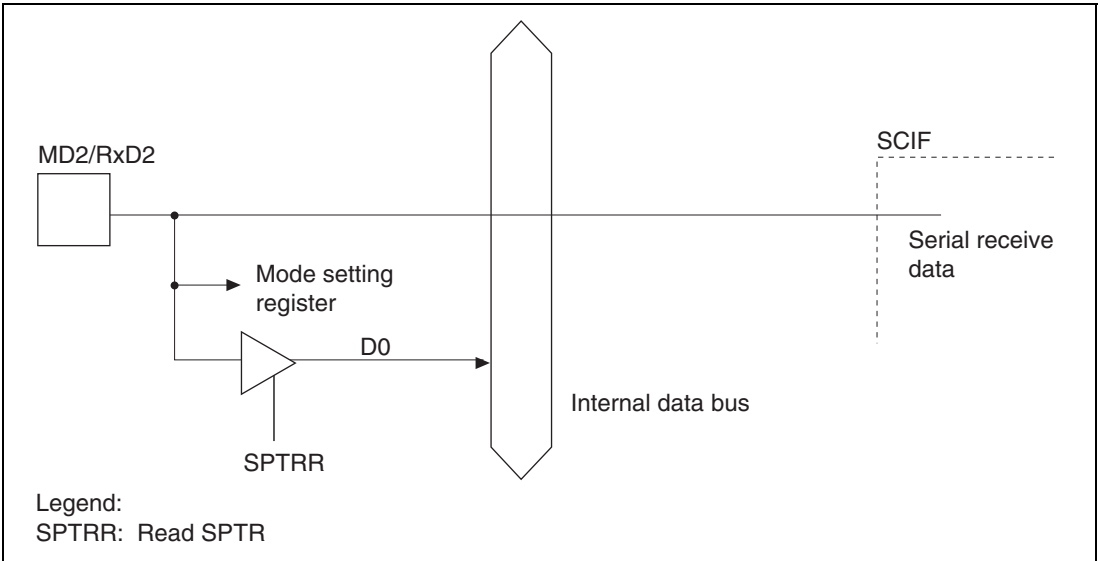 SCIF
MD2/RxD2
Serial receive
data
Mode setting
register
D0
Internal data bus
SPTRR
Legend:
SPTRR: Read SPTR